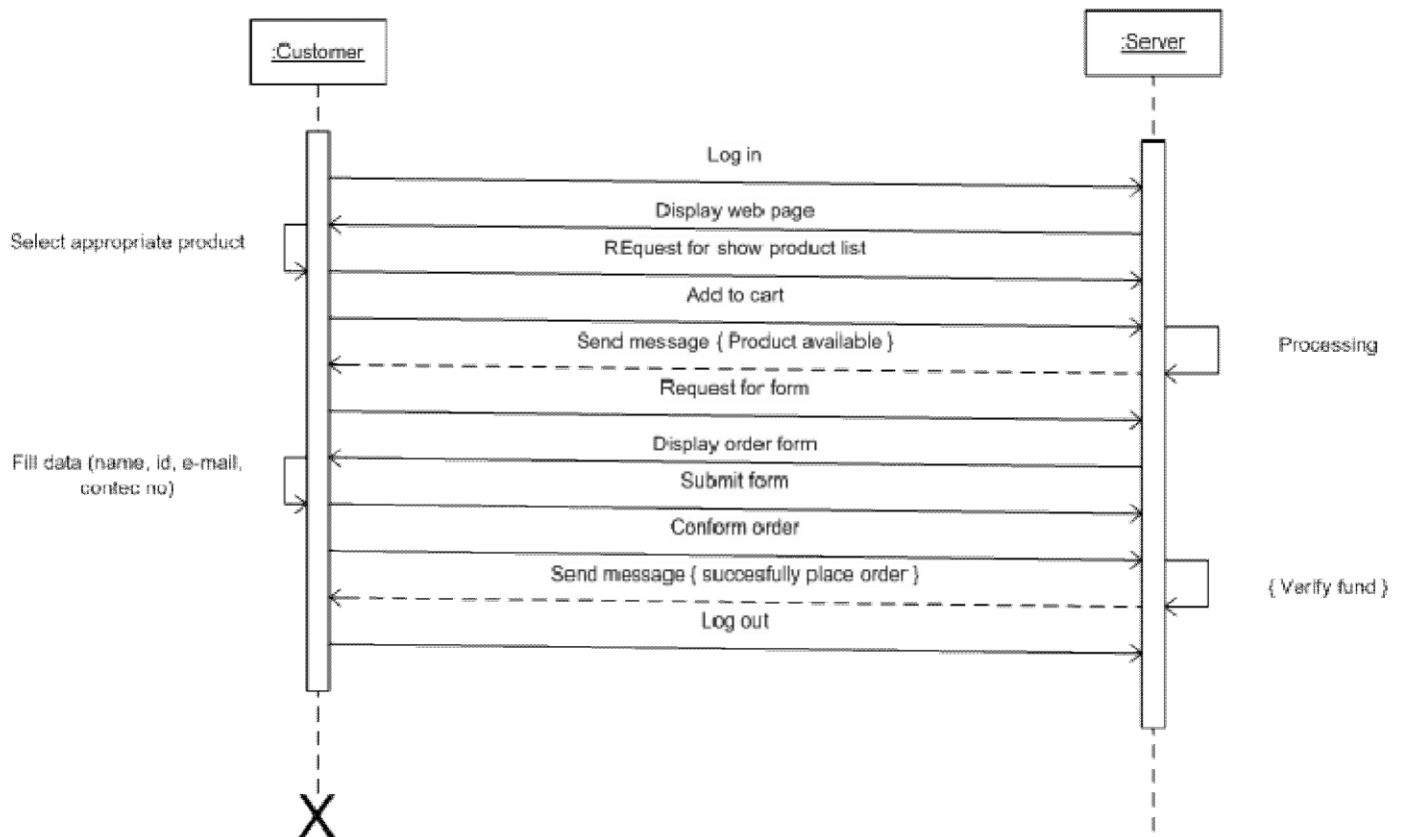 :Customer
:Server
Log in
Display web page
Select appropriate product
REquest for show product list
Add to cart
Send message { Product available }
Processing
Request for form
Display order form
Fill data (name, id, e-mail,
contec no)
Submit form
Conform order
Send message { succesfully place order }
{ Verify fund }
Log out